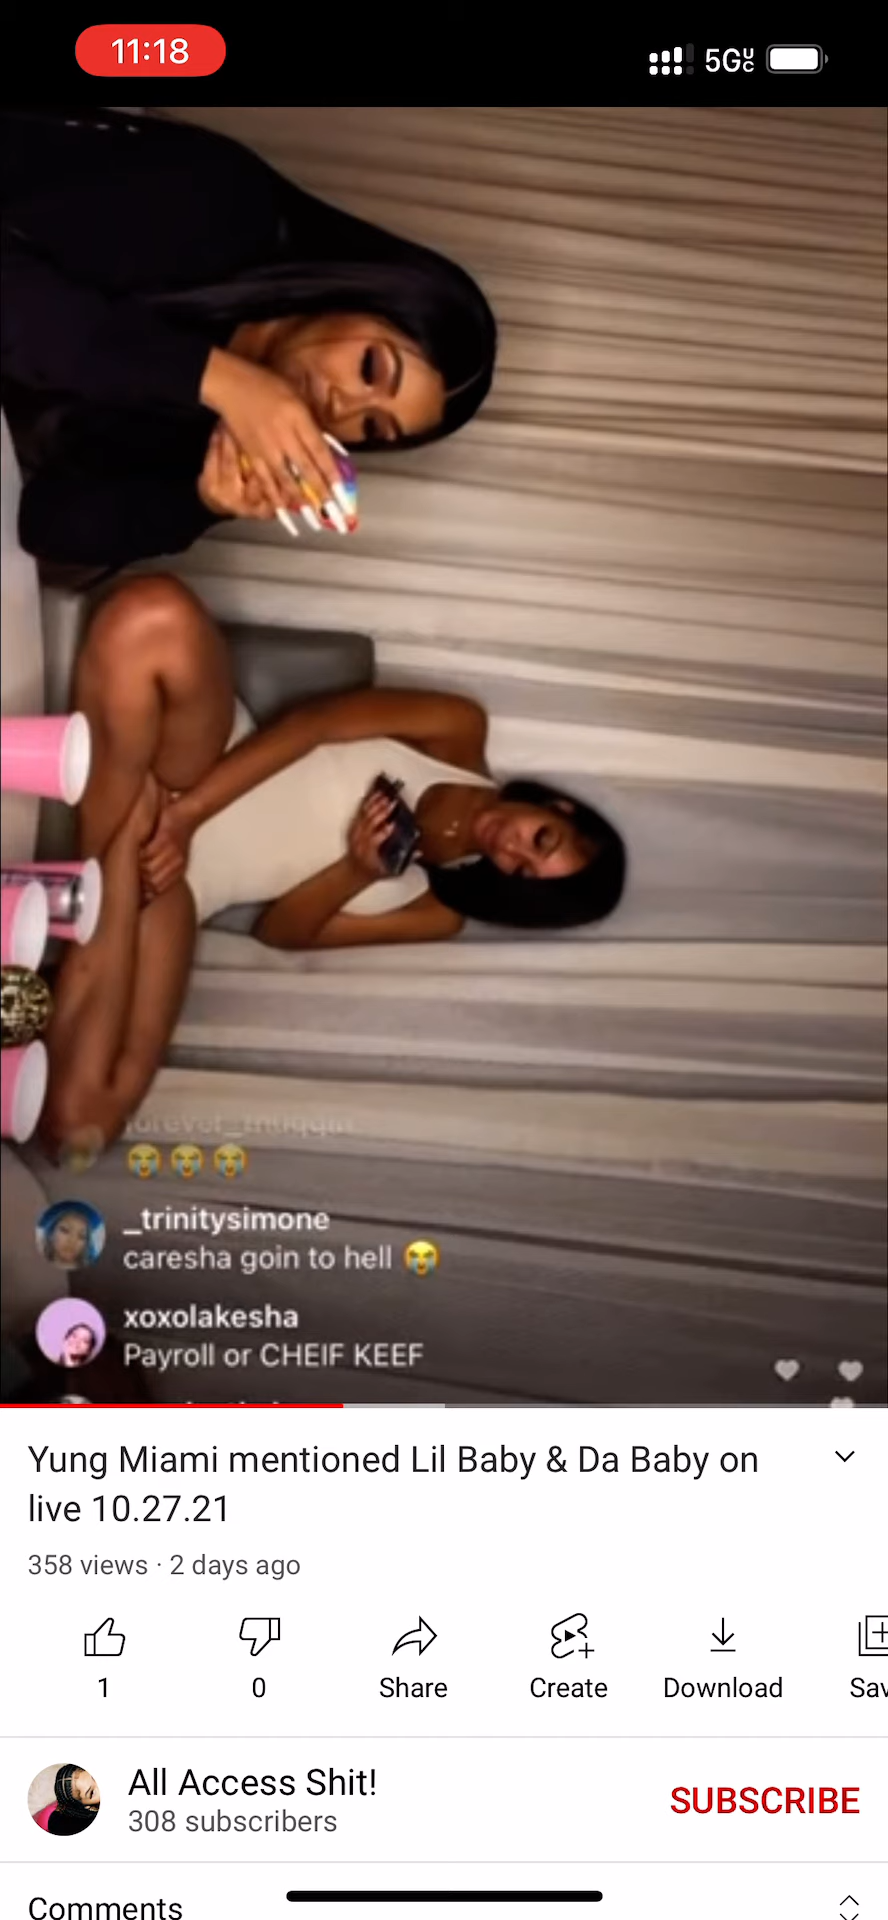 11:18
5GUC
_trinitysimone
caresha goin to hell 😭
xoxolakesha
Payroll or CHEIF KEEF
Yung Miami mentioned Lil Baby & Da Baby on
live 10.27.21
358 views · 2 days ago
1
0
Share
Create
Download
Sav
All Access Shit!
308 subscribers
SUBSCRIBE
Comments